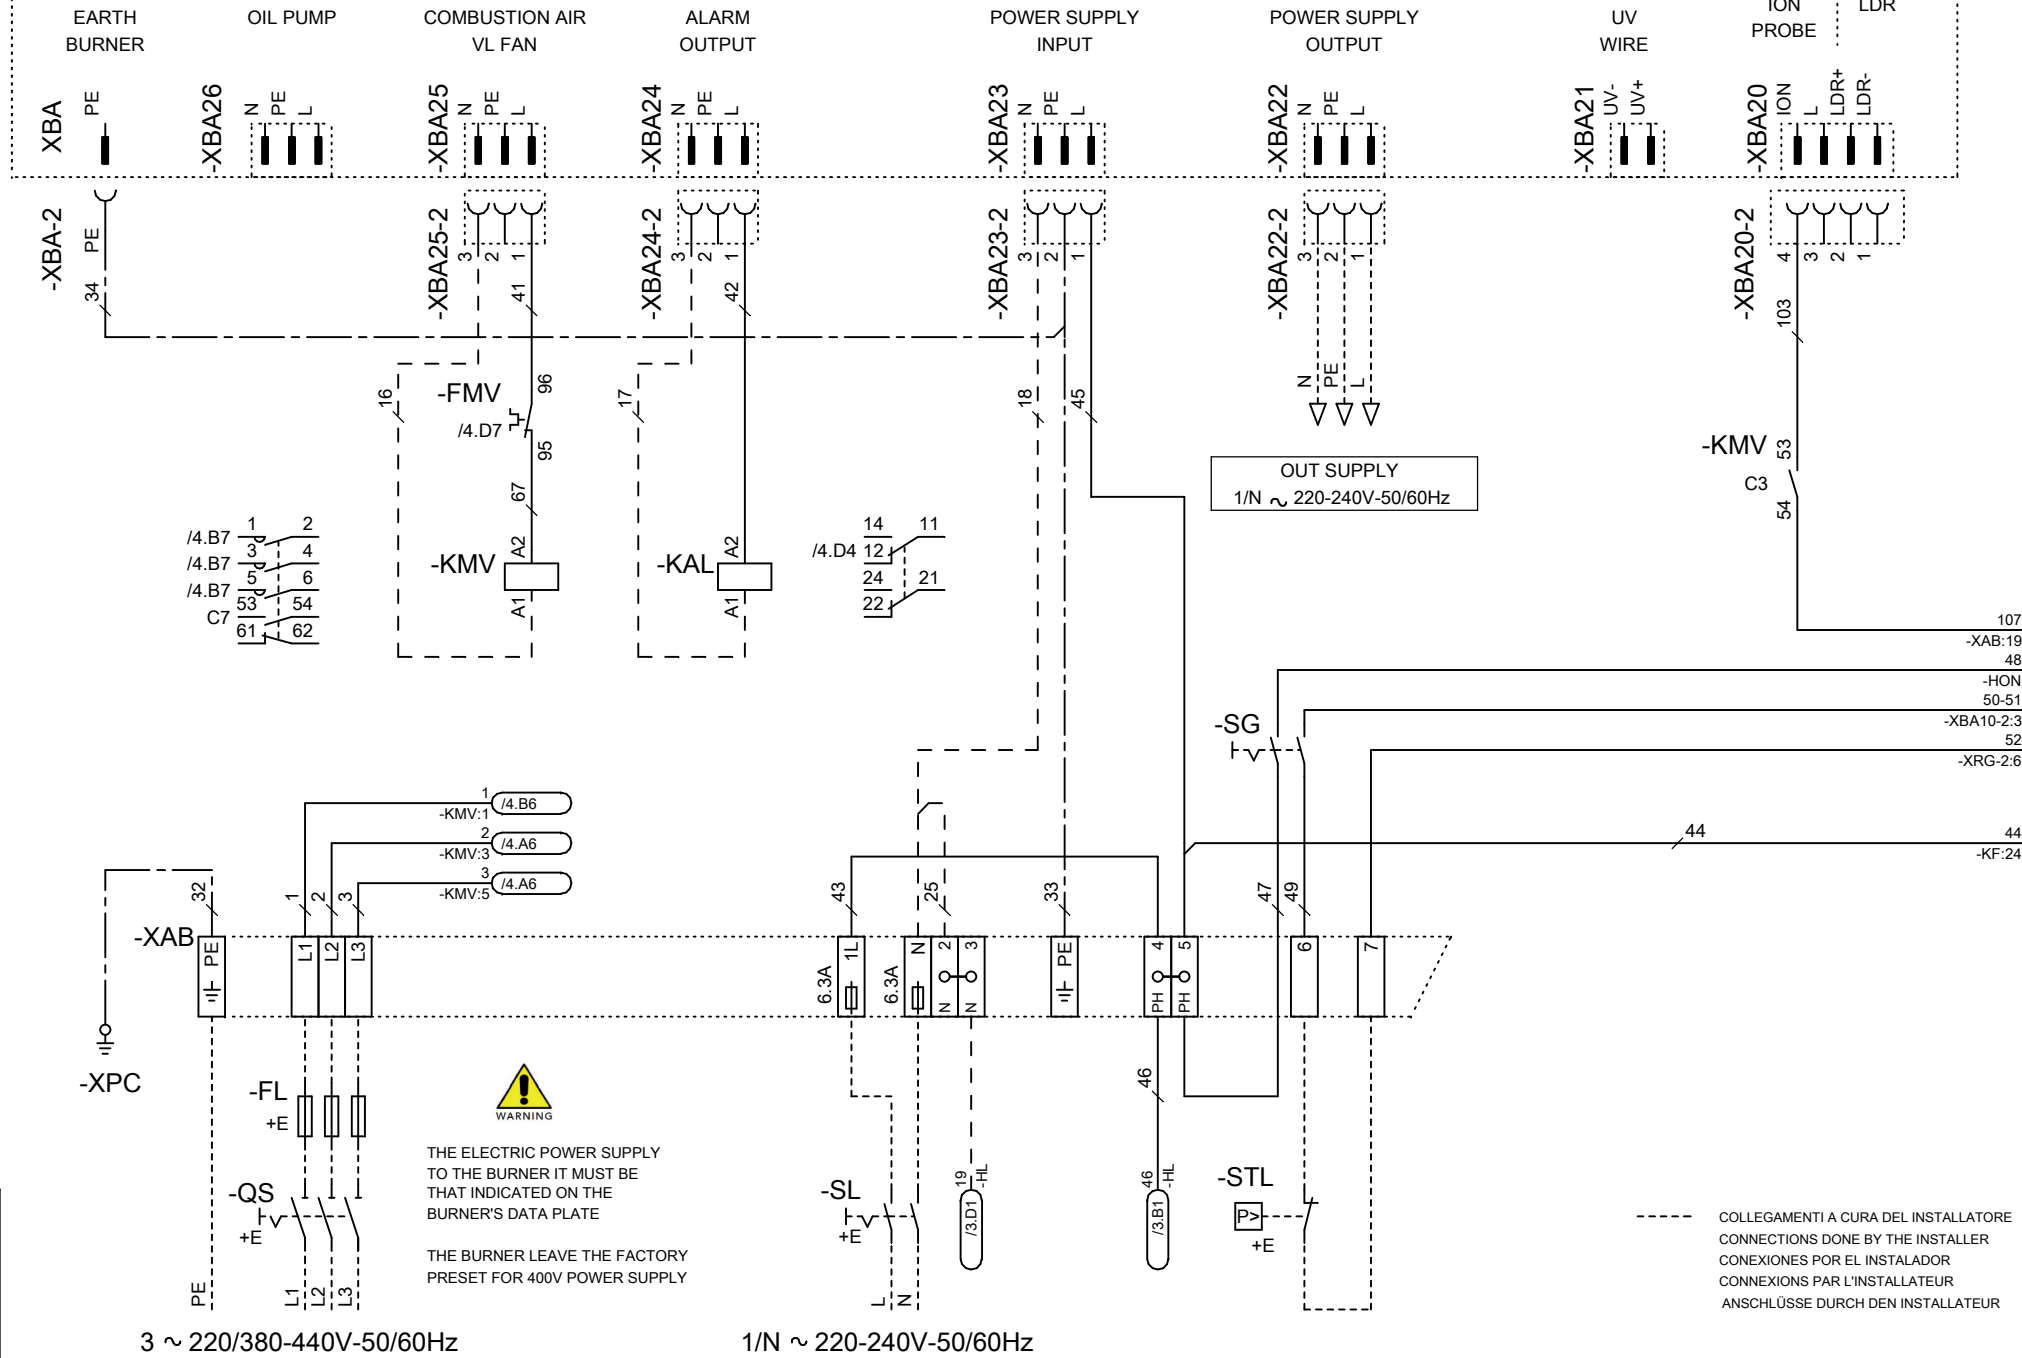 EARTH
BURNER
OIL PUMP
COMBUSTION AIR
VL FAN
ALARM
OUTPUT
POWER SUPPLY
INPUT
POWER SUPPLY
OUTPUT
UV
WIRE
ION
PROBE
LDR
XBA
PE
-XBA26
N
PE
L
-XBA25
N
PE
L
-XBA24
N
PE
L
-XBA23
N
PE
L
-XBA22
N
PE
L
-XBA21
UV-
UV+
-XBA20
ION
L
LDR+
LDR-
-XBA-2
PE
34
-XBA25-2
3
2
1
41
-XBA24-2
3
2
1
42
-XBA23-2
3
2
1
-XBA22-2
3
2
1
-XBA20-2
4
3
2
1
103
16
-FMV
/4.D7
96
95
67
17
18
45
N
PE
L
OUT SUPPLY
1/N ~ 220-240V-50/60Hz
-KMV
C3
53
54
/4.B7
1
2
/4.B7
3
4
/4.B7
5
6
C7
53
54
61
62
-KMV
A2
A1
-KAL
A2
A1
14
11
/4.D4
12
24
21
22
107
-XAB:19
48
-HON
50-51
-XBA10-2:3
52
-XRG-2:6
-SG
1
-KMV:1
/4.B6
2
-KMV:3
/4.A6
3
-KMV:5
/4.A6
44
44
-KF:24
32
1
2
3
43
25
33
47
49
-XAB
PE
L1
L2
L3
6.3A
1L
6.3A
N
2
N
3
N
PE
4
PH
5
PH
6
7
-XPC
-FL
+E
WARNING
46
THE ELECTRIC POWER SUPPLY
TO THE BURNER IT MUST BE
THAT INDICATED ON THE
BURNER'S DATA PLATE
THE BURNER LEAVE THE FACTORY
PRESET FOR 400V POWER SUPPLY
-QS
+E
-SL
+E
19
-HL
/3.D1
46
-HL
/3.B1
-STL
P>
+E
COLLEGAMENTI A CURA DEL INSTALLATORE
CONNECTIONS DONE BY THE INSTALLER
CONEXIONES POR EL INSTALADOR
CONNEXIONS PAR L'INSTALLATEUR
ANSCHLÜSSE DURCH DEN INSTALLATEUR
PE
L1
L2
L3
L
N
3 ~ 220/380-440V-50/60Hz
1/N ~ 220-240V-50/60Hz